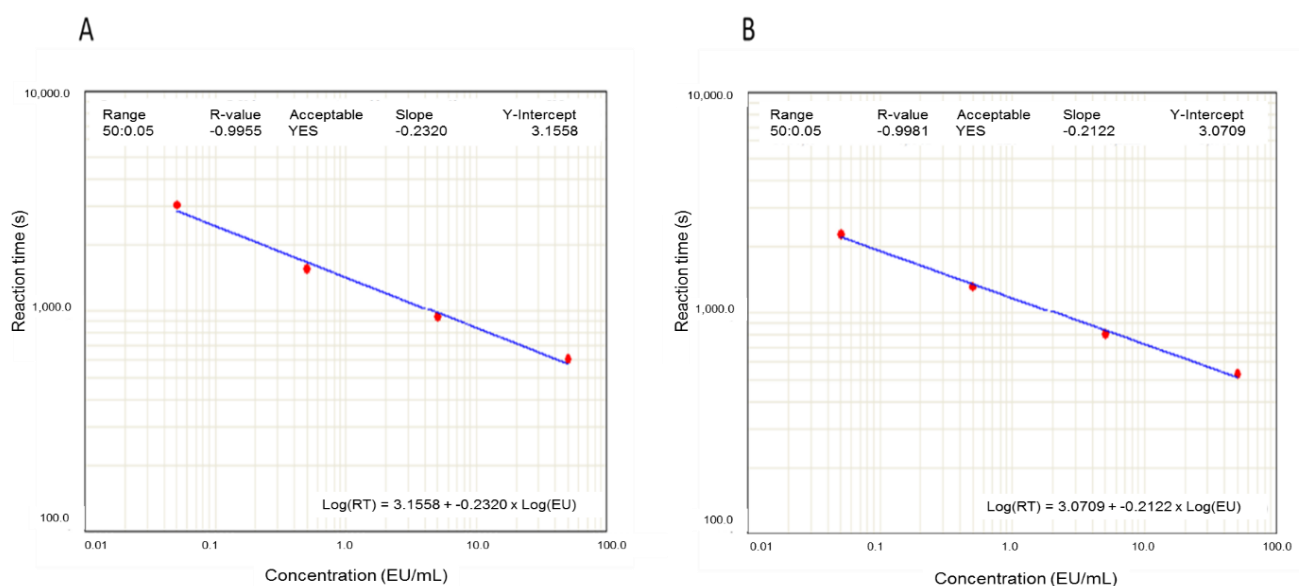 A
10,000.0
Range R-value Acceptable Slope Y-Intercept
50:0.05 -0.9955 YES -0.2320 3.1558
Reaction time (s)
1,000.0
Log(RT) = 3.1558 + -0.2320 x Log(EU)
100.0
0.01 0.1 1.0 10.0 100.0
Concentration (EU/mL)
B
10,000.0
Range R-value Acceptable Slope Y-Intercept
50:0.05 -0.9981 YES -0.2122 3.0709
Reaction time (s)
1,000.0
Log(RT) = 3.0709 + -0.2122 x Log(EU)
100.0
0.01 0.1 1.0 10.0 100.0
Concentration (EU/mL)